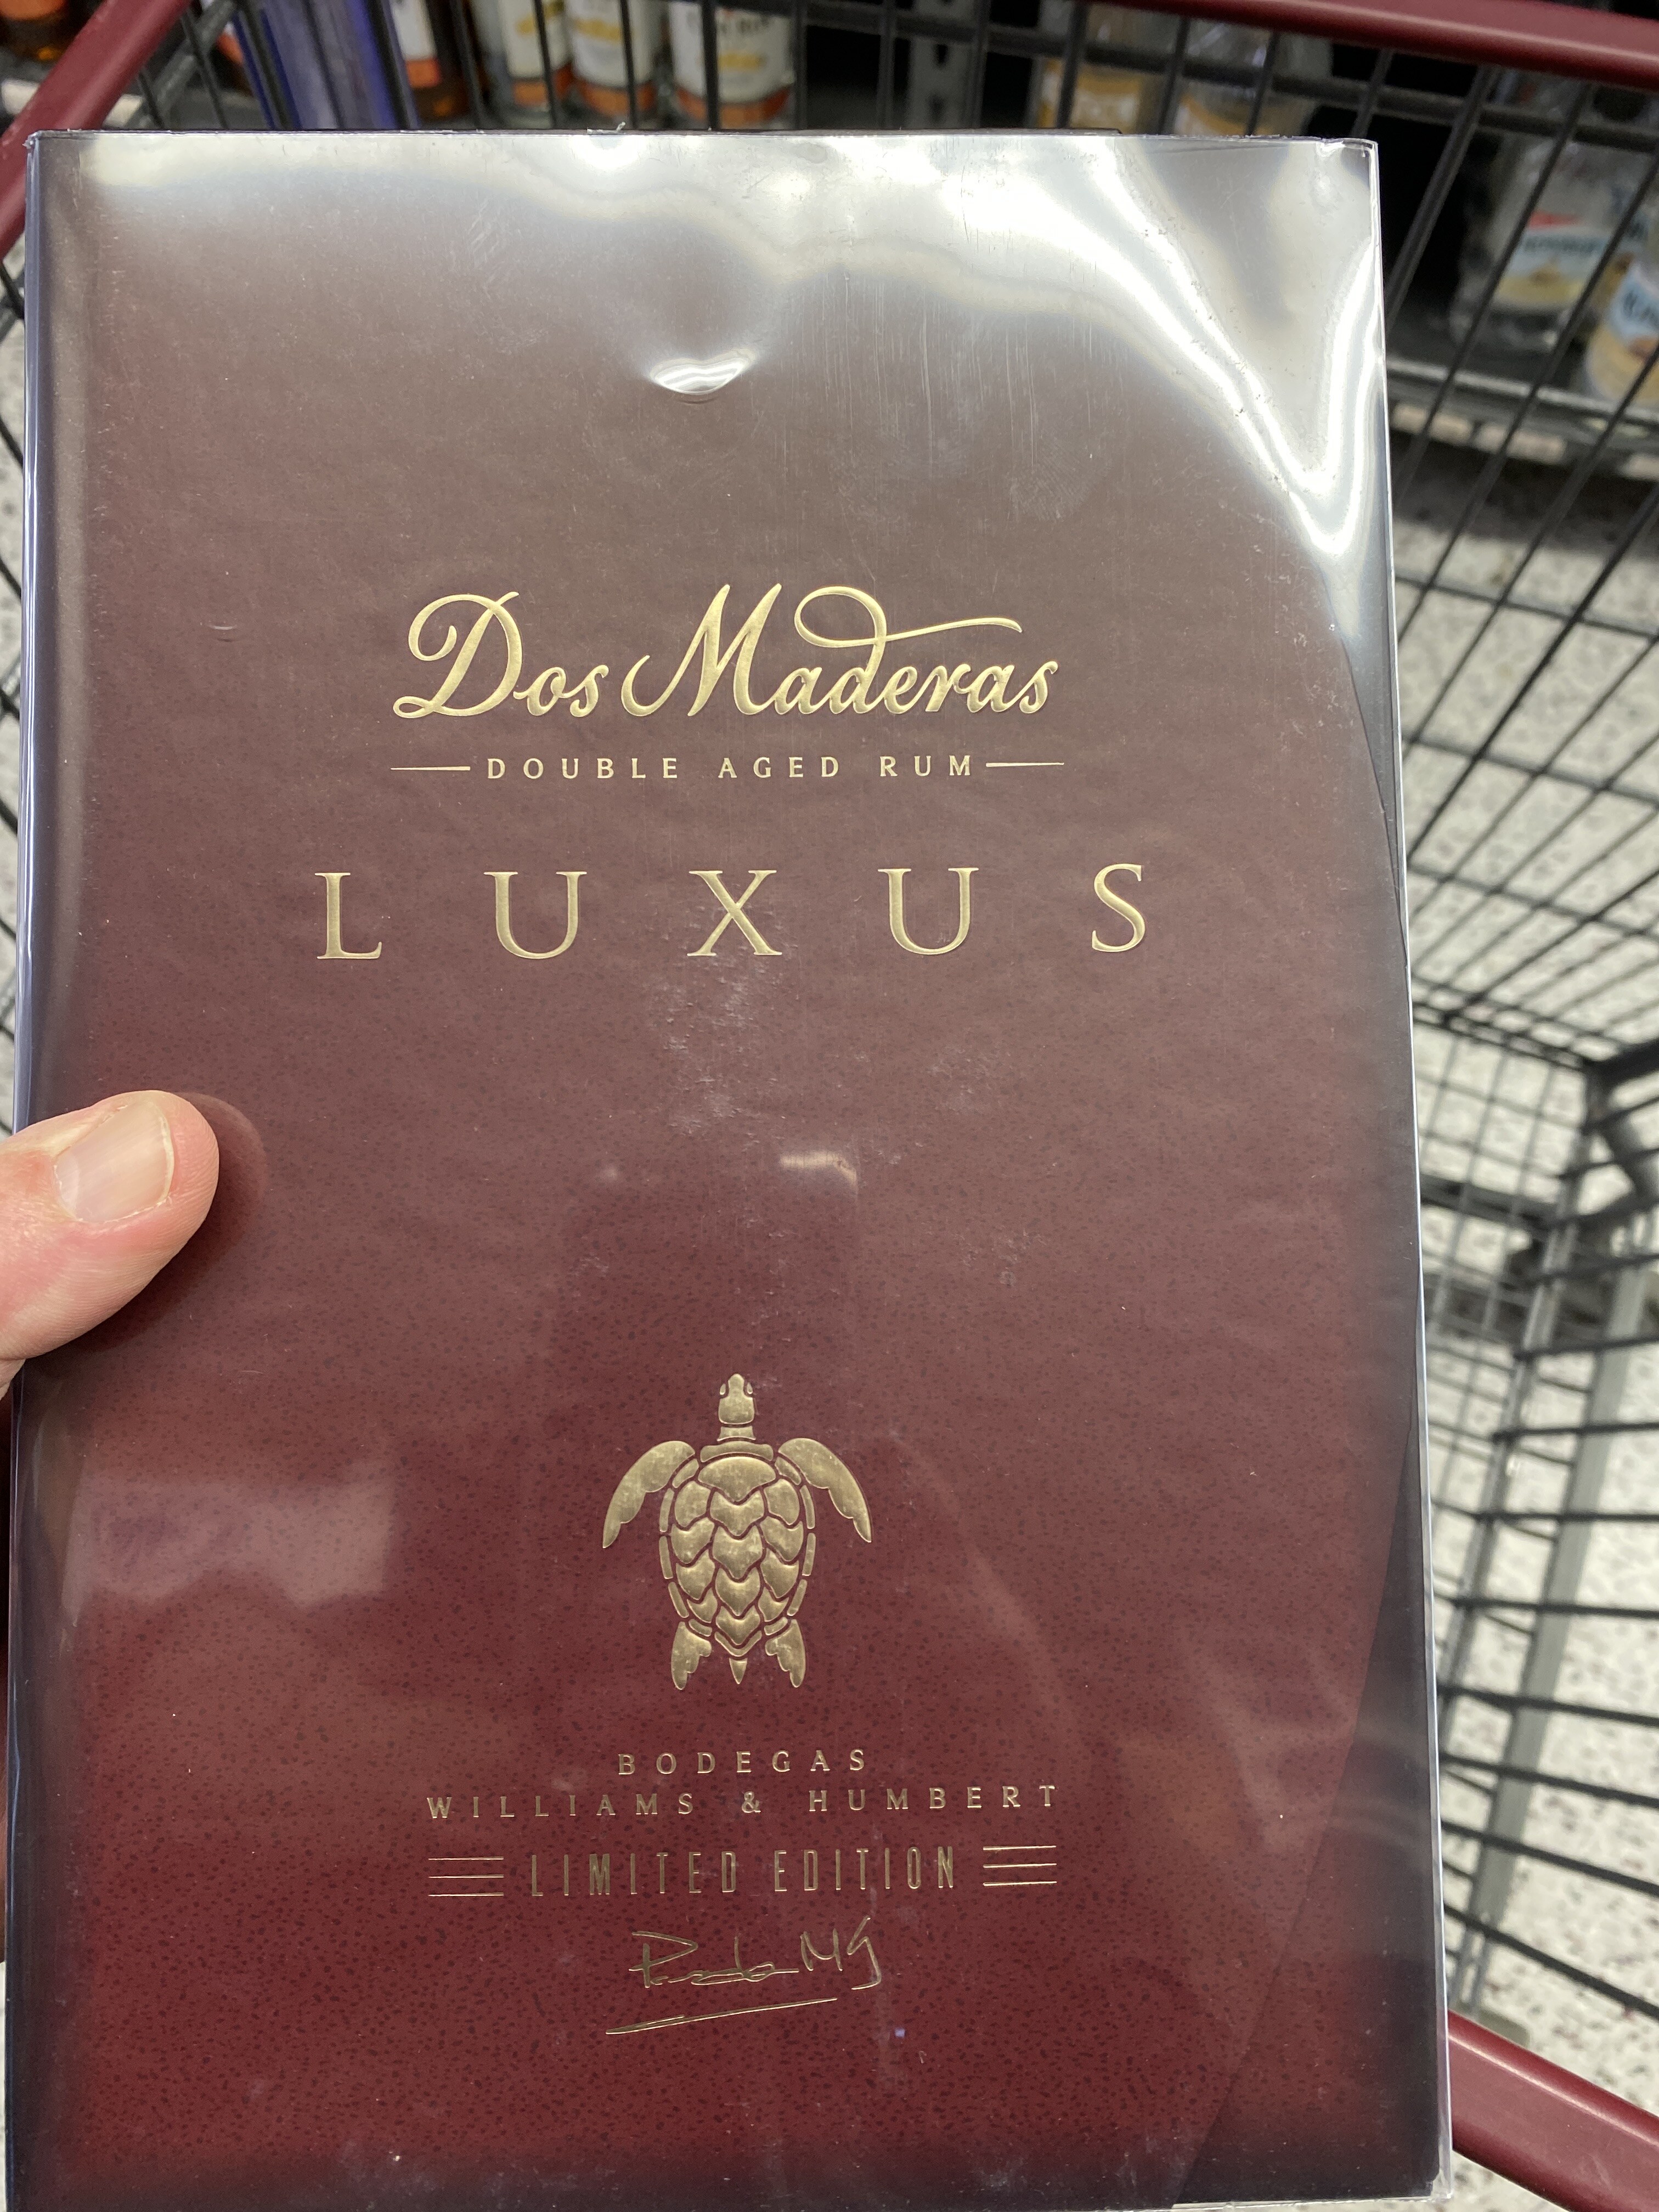 Dos Maderas
DOUBLE AGED RUM
LUXUS
BODEGAS
WILLIAMS & HUMBERT
LIMITED EDITION